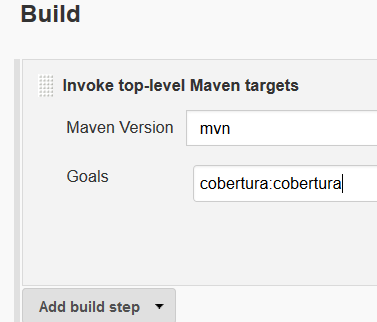 Build
Invoke top-level Maven targets
Maven Version mvn
Goals cobertura:cobertura
Add build step